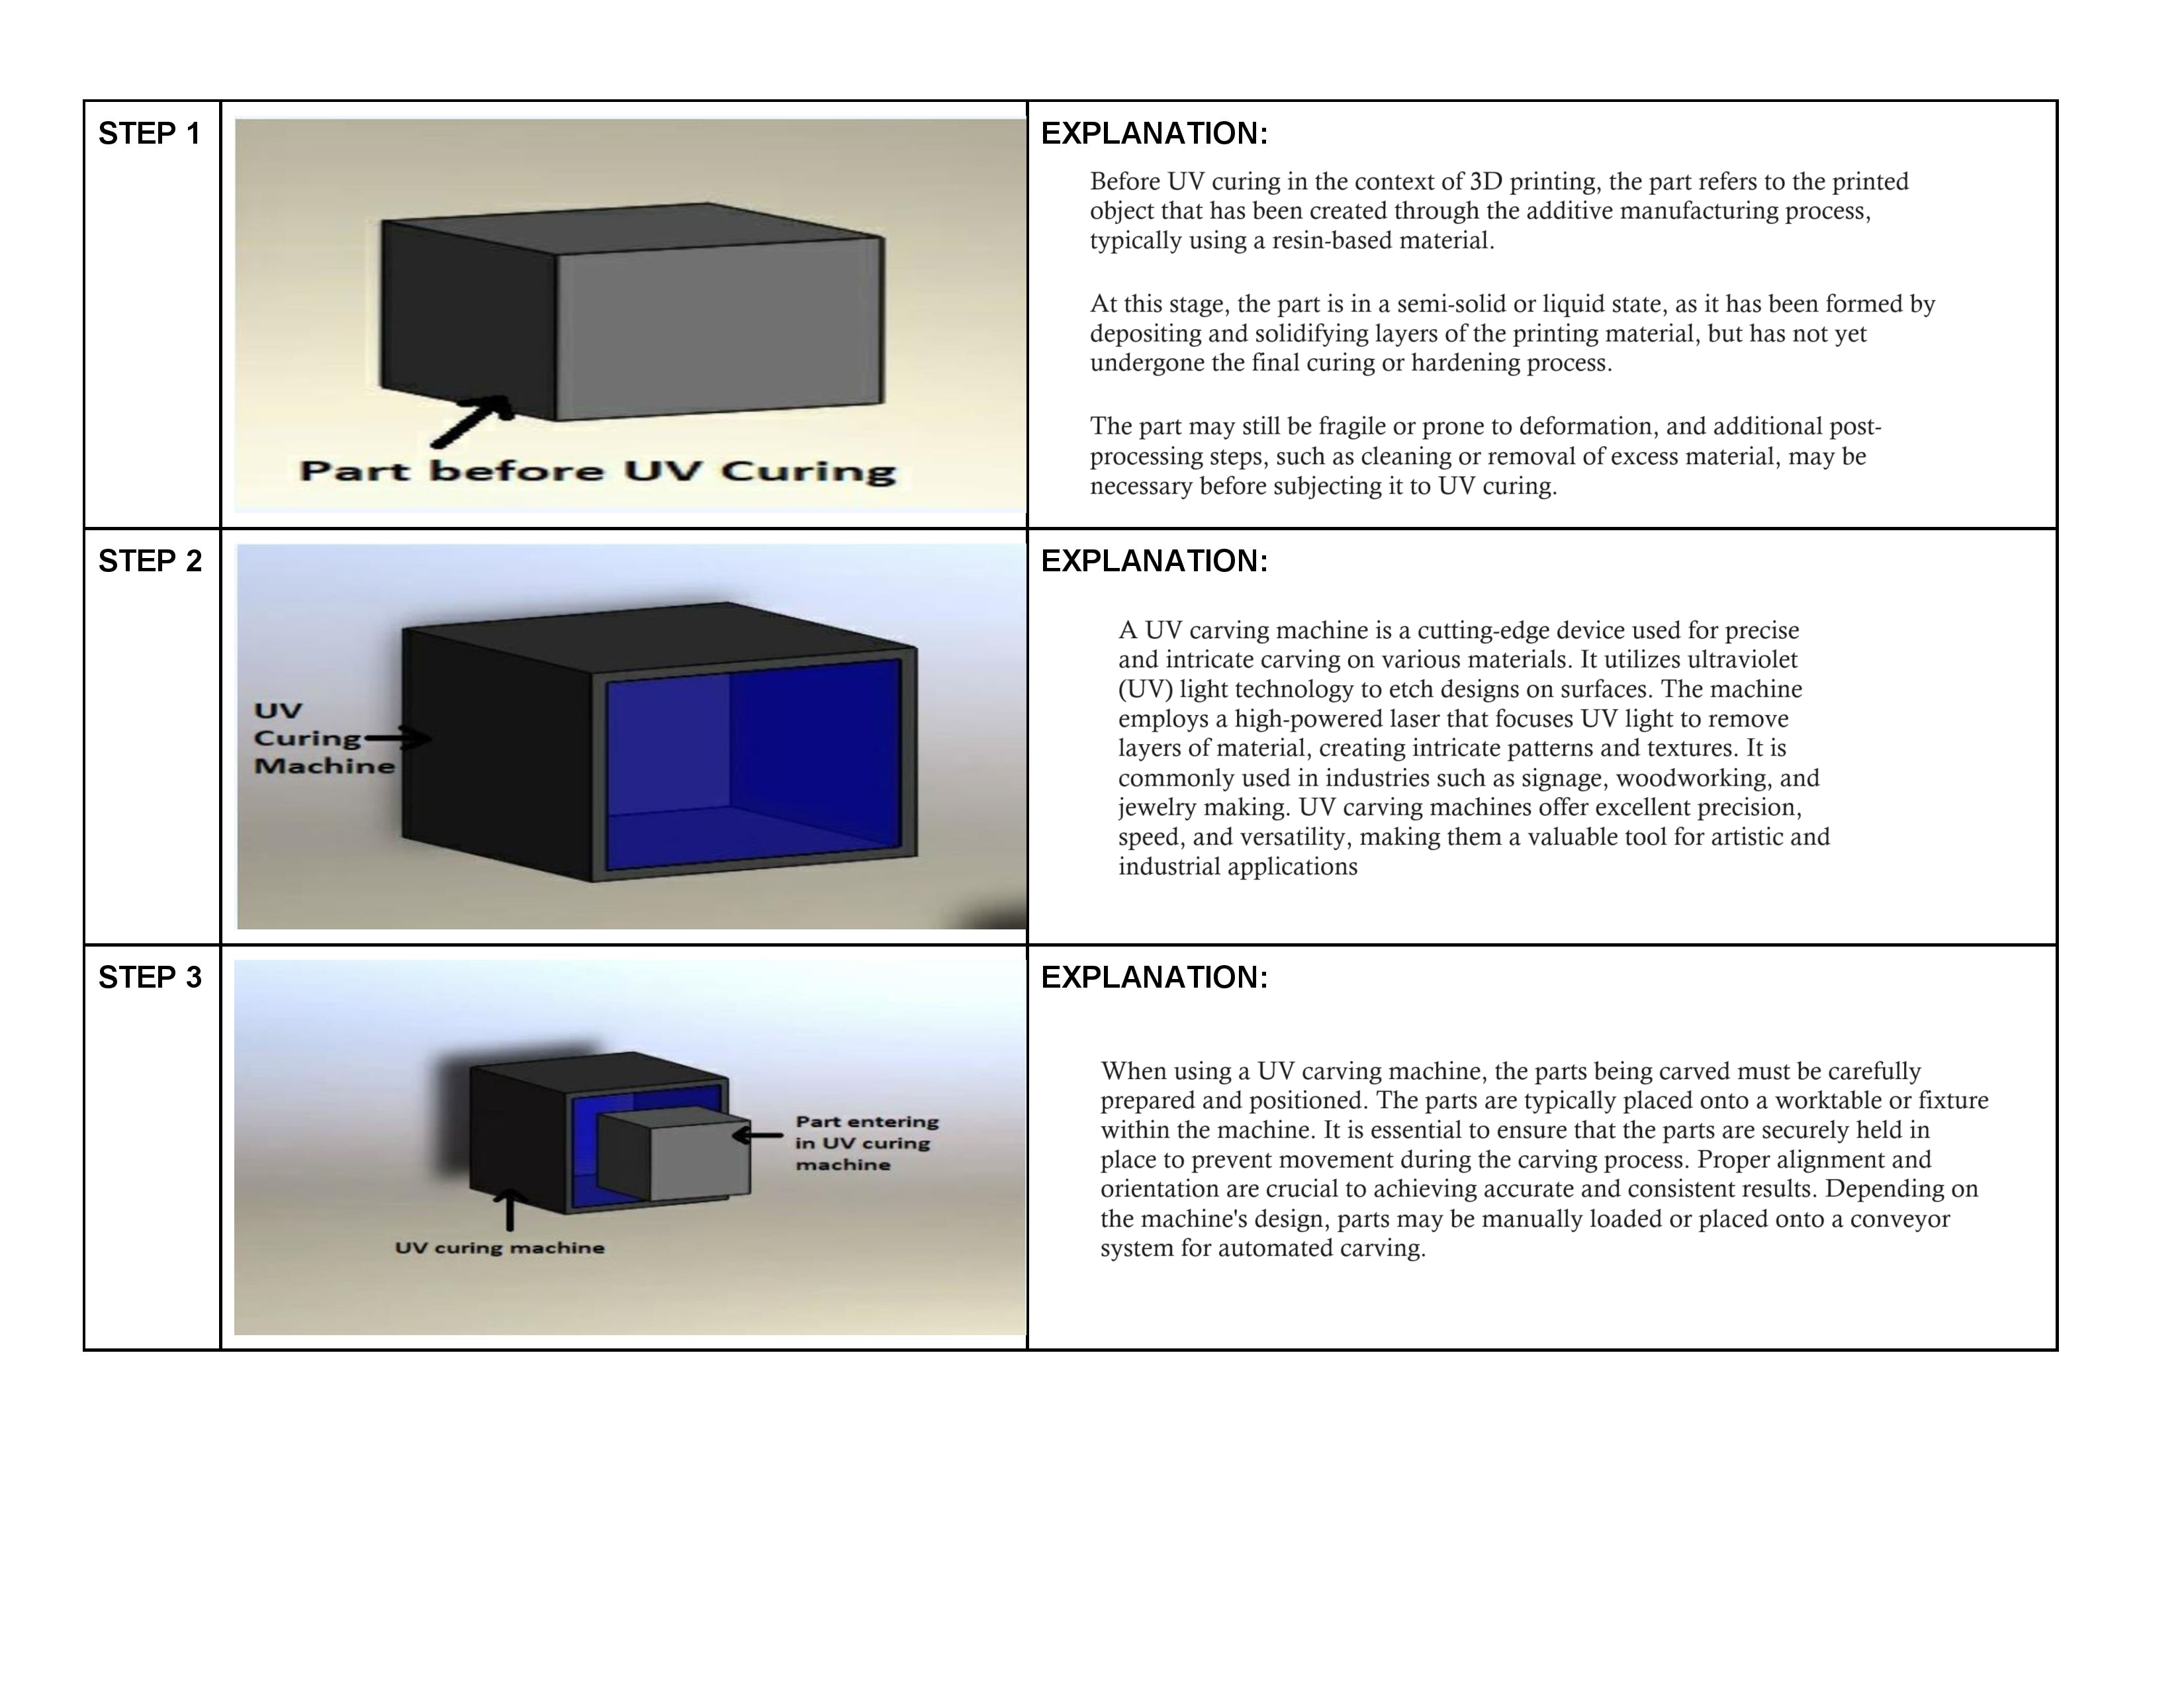 STEP 1
Part before UV Curing
EXPLANATION:
Before UV curing in the context of 3D printing, the part refers to the printed
object that has been created through the additive manufacturing process,
typically using a resin-based material.
At this stage, the part is in a semi-solid or liquid state, as it has been formed by
depositing and solidifying layers of the printing material, but has not yet
undergone the final curing or hardening process.
The part may still be fragile or prone to deformation, and additional post-
processing steps, such as cleaning or removal of excess material, may be
necessary before subjecting it to UV curing.
STEP 2
UV
Curing
Machine
EXPLANATION:
A UV carving machine is a cutting-edge device used for precise
and intricate carving on various materials. It utilizes ultraviolet
(UV) light technology to etch designs on surfaces. The machine
employs a high-powered laser that focuses UV light to remove
layers of material, creating intricate patterns and textures. It is
commonly used in industries such as signage, woodworking, and
jewelry making. UV carving machines offer excellent precision,
speed, and versatility, making them a valuable tool for artistic and
industrial applications
STEP 3
Part entering
in UV curing
machine
UV curing machine
EXPLANATION:
When using a UV carving machine, the parts being carved must be carefully
prepared and positioned. The parts are typically placed onto a worktable or fixture
within the machine. It is essential to ensure that the parts are securely held in
place to prevent movement during the carving process. Proper alignment and
orientation are crucial to achieving accurate and consistent results. Depending on
the machine's design, parts may be manually loaded or placed onto a conveyor
system for automated carving.